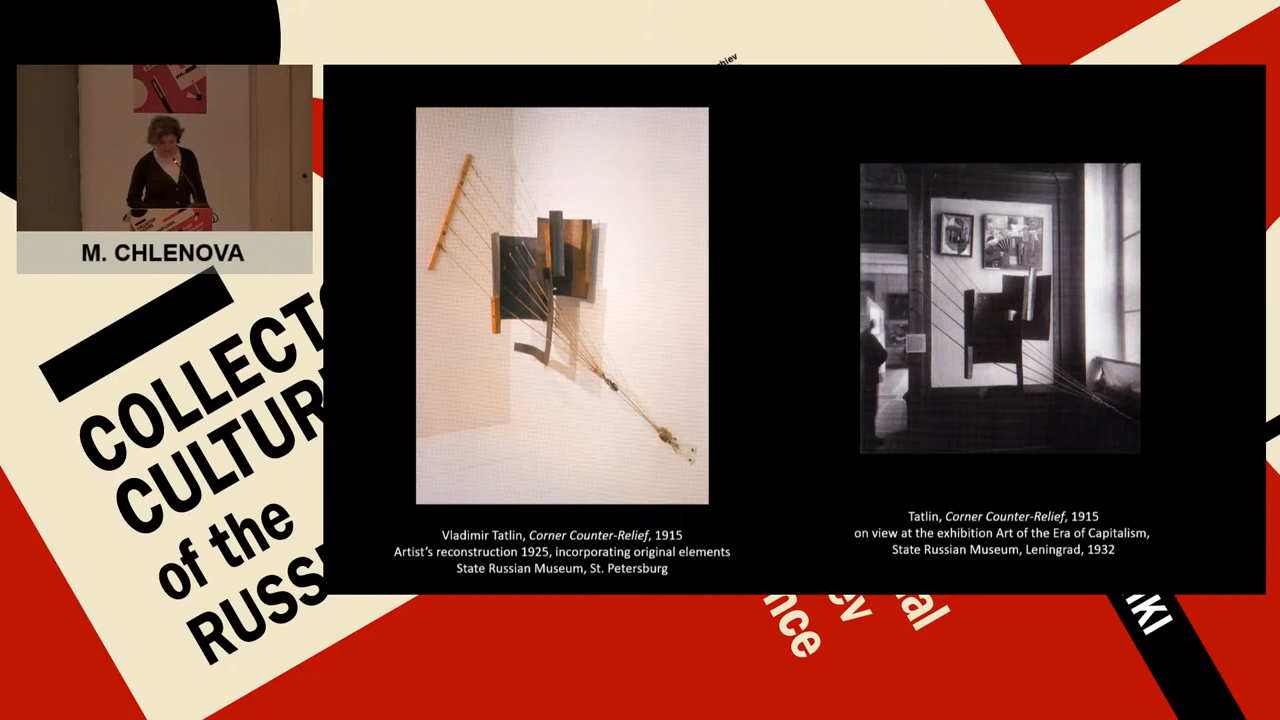 M. CHLENOVA
COLLECT
CULTUR
of the
RUSS
Vladimir Tatlin, Corner Counter-Relief, 1915
Artist's reconstruction 1925, incorporating original elements
State Russian Museum, St. Petersburg
Tatlin, Corner Counter-Relief, 1915
on view at the exhibition Art of the Era of Capitalism,
State Russian Museum, Leningrad, 1932